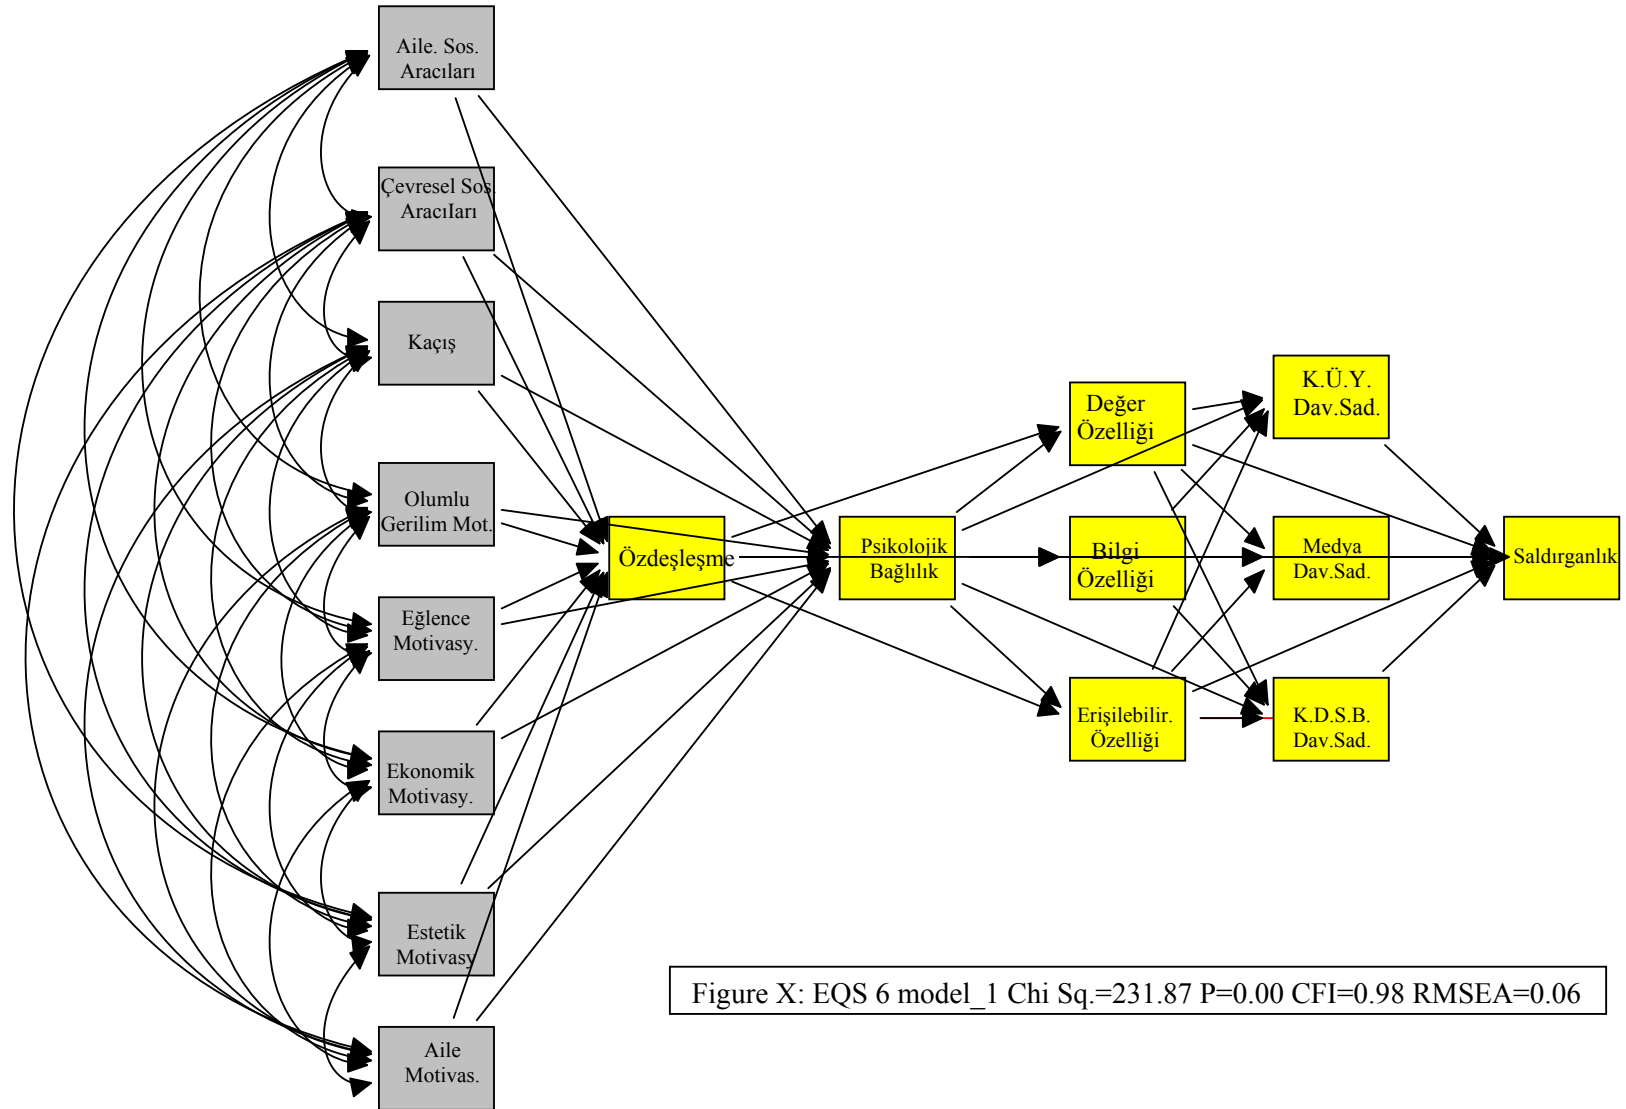 Aile. Sos.
Aracıları
Çevresel Sos.
AracıIarı
Kaçış
Olumlu
Gerilim Mot.
Eğlence
Motivasy.
Ekonomik
Motivasy.
Estetik
Motivasy
Aile
Motivas.
Özdeşleşme
Psikolojik
Bağlılık
Değer
Özelliği
Bilgi
Özelliği
Erişilebilir.
Özelliği
K.Ü.Y.
Dav.Sad.
Medya
Dav.Sad.
K.D.S.B.
Dav.Sad.
Saldırganlık
Figure X: EQS 6 model_1 Chi Sq.=231.87 P=0.00 CFI=0.98 RMSEA=0.06